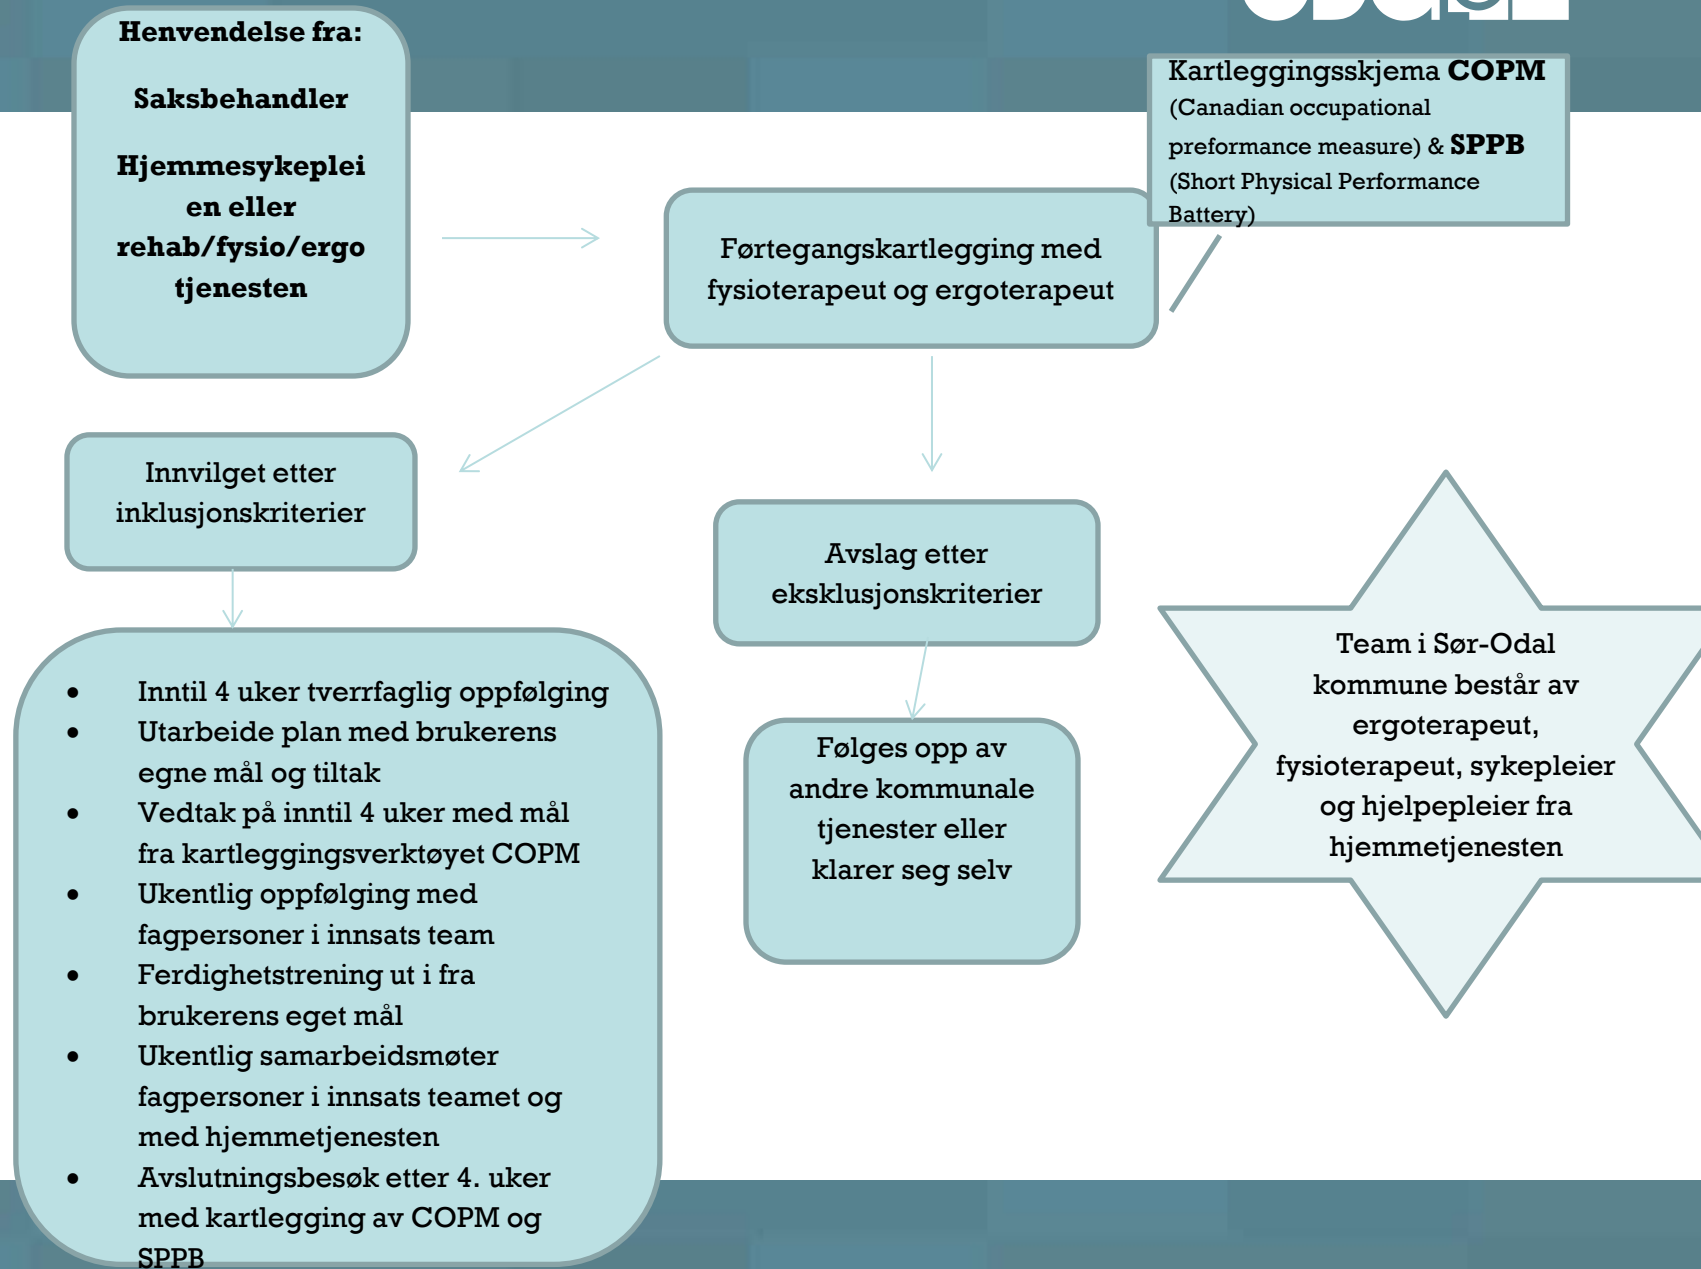 Henvendelse fra:
Saksbehandler
Hjemmesykeplei
en eller
rehab/fysio/ergo
tjenesten
Kartleggingsskjema COPM
(Canadian occupational
preformance measure) & SPPB
(Short Physical Performance
Battery)
Førtegangskartlegging med
fysioterapeut og ergoterapeut
Innvilget etter
inklusjonskriterier
Avslag etter
eksklusjonskriterier
• Inntil 4 uker tverrfaglig oppfølging
• Utarbeide plan med brukerens
egne mål og tiltak
• Vedtak på inntil 4 uker med mål
fra kartleggingsverktøyet COPM
• Ukentlig oppfølging med
fagpersoner i innsats team
• Ferdighetstrening ut i fra
brukerens eget mål
• Ukentlig samarbeidsmøter
fagpersoner i innsats teamet og
med hjemmetjenesten
• Avslutningsbesøk etter 4. uker
med kartlegging av COPM og
SPPB
Følges opp av
andre kommunale
tjenester eller
klarer seg selv
Team i Sør-Odal
kommune består av
ergoterapeut,
fysioterapeut, sykepleier
og hjelpepleier fra
hjemmetjenesten